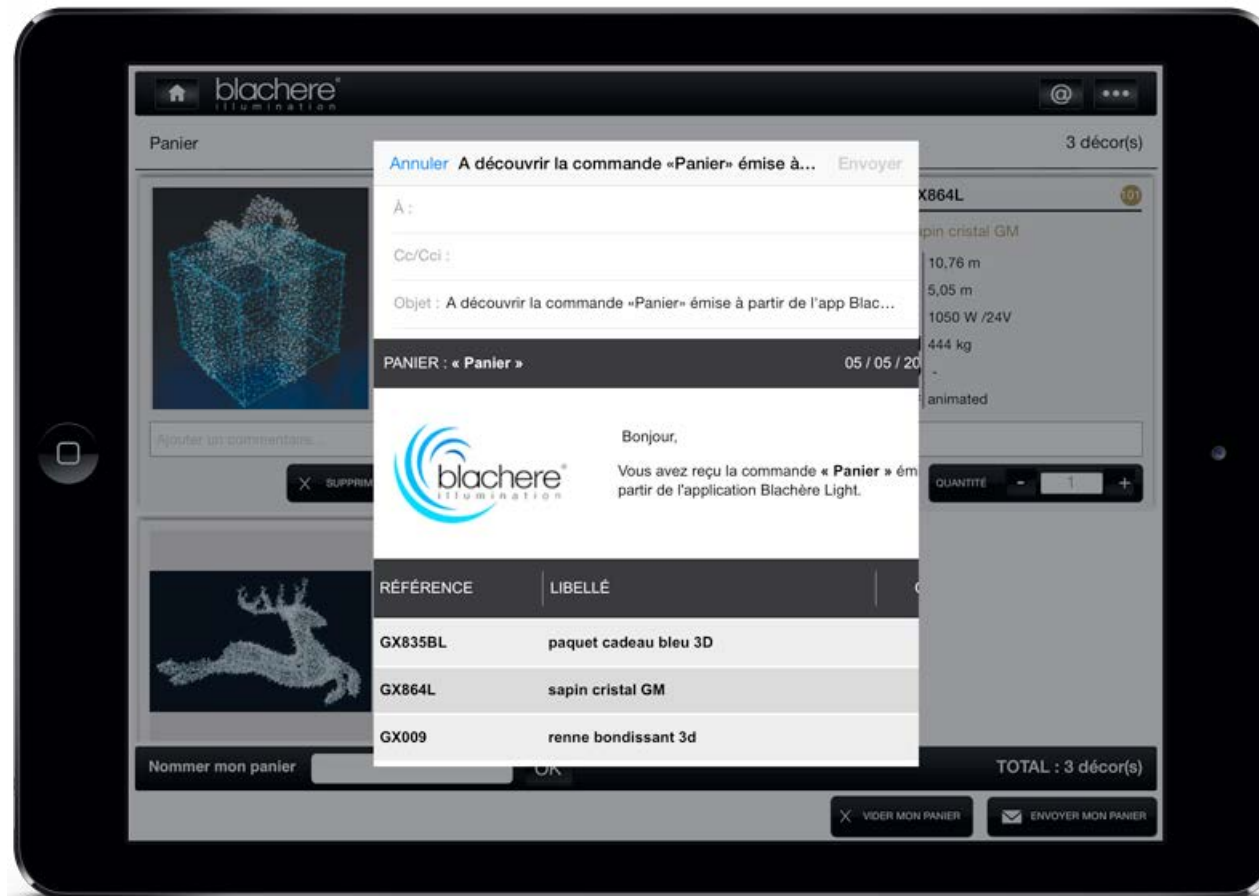 blachere®
illumination
@
•••
Panier
3 décor(s)
Annuler A découvrir la commande «Panier» émise à... Envoyer
À :
Cc/Cci :
Objet : A découvrir la commande «Panier» émise à partir de l'app Blac...
PANIER : « Panier »
05 / 05 / 20
blachere®
illumination
Bonjour,
Vous avez reçu la commande « Panier » ém
partir de l'application Blachère Light.
RÉFÉRENCE LIBELLÉ
GX835BL paquet cadeau bleu 3D
GX864L sapin cristal GM
GX009 renne bondissant 3d
X864L 101
apin cristal GM
10,76 m
5,05 m
1050 W /24V
444 kg
-
animated
Ajouter un commentaire...
X SUPPRIM
QUANTITÉ - 1 +
Nommer mon panier
OK
TOTAL : 3 décor(s)
X VIDER MON PANIER
ENVOYER MON PANIER